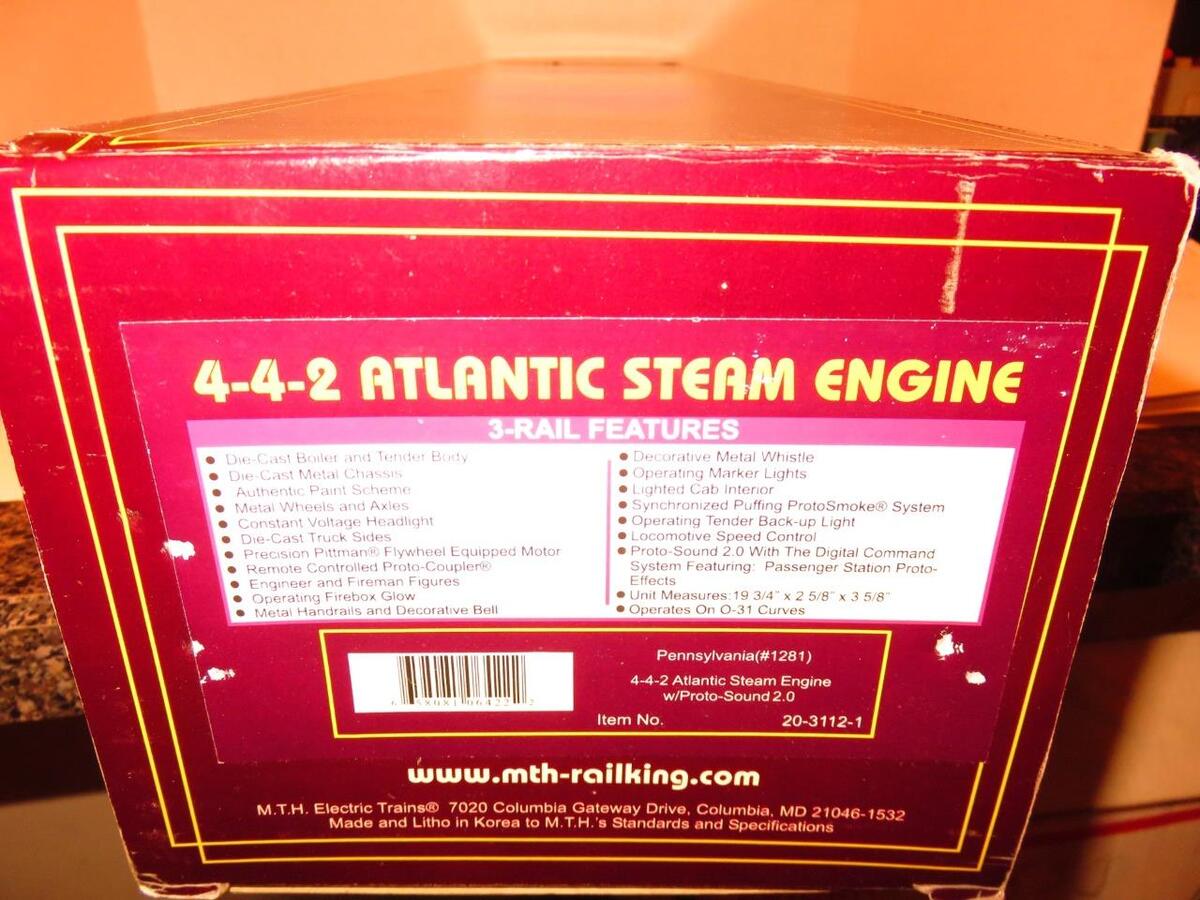 4-4-2 ATLANTIC STEAM ENGINE
3-RAIL FEATURES
● Die-Cast Boiler and Tender Body
● Die-Cast Metal Chassis
● Authentic Paint Scheme
● Metal Wheels and Axles
● Constant Voltage Headlight
● Die-Cast Truck Sides
● Precision Pittman® Flywheel Equipped Motor
● Remote Controlled Proto-Coupler®
● Engineer and Fireman Figures
● Operating Firebox Glow
● Metal Handrails and Decorative Bell
● Decorative Metal Whistle
● Operating Marker Lights
● Lighted Cab Interior
● Synchronized Puffing ProtoSmoke® System
● Operating Tender Back-up Light
● Locomotive Speed Control
● Proto-Sound 2.0 With The Digital Command
System Featuring: Passenger Station Proto-
Effects
● Unit Measures:19 3/4" x 2 5/8" x 3 5/8"
● Operates On O-31 Curves
Pennsylvania(#1281)
4-4-2 Atlantic Steam Engine
w/Proto-Sound 2.0
Item No. 20-3112-1
www.mth-railking.com
M.T.H. Electric Trains® 7020 Columbia Gateway Drive, Columbia, MD 21046-1532
Made and Litho in Korea to M.T.H.'s Standards and Specifications